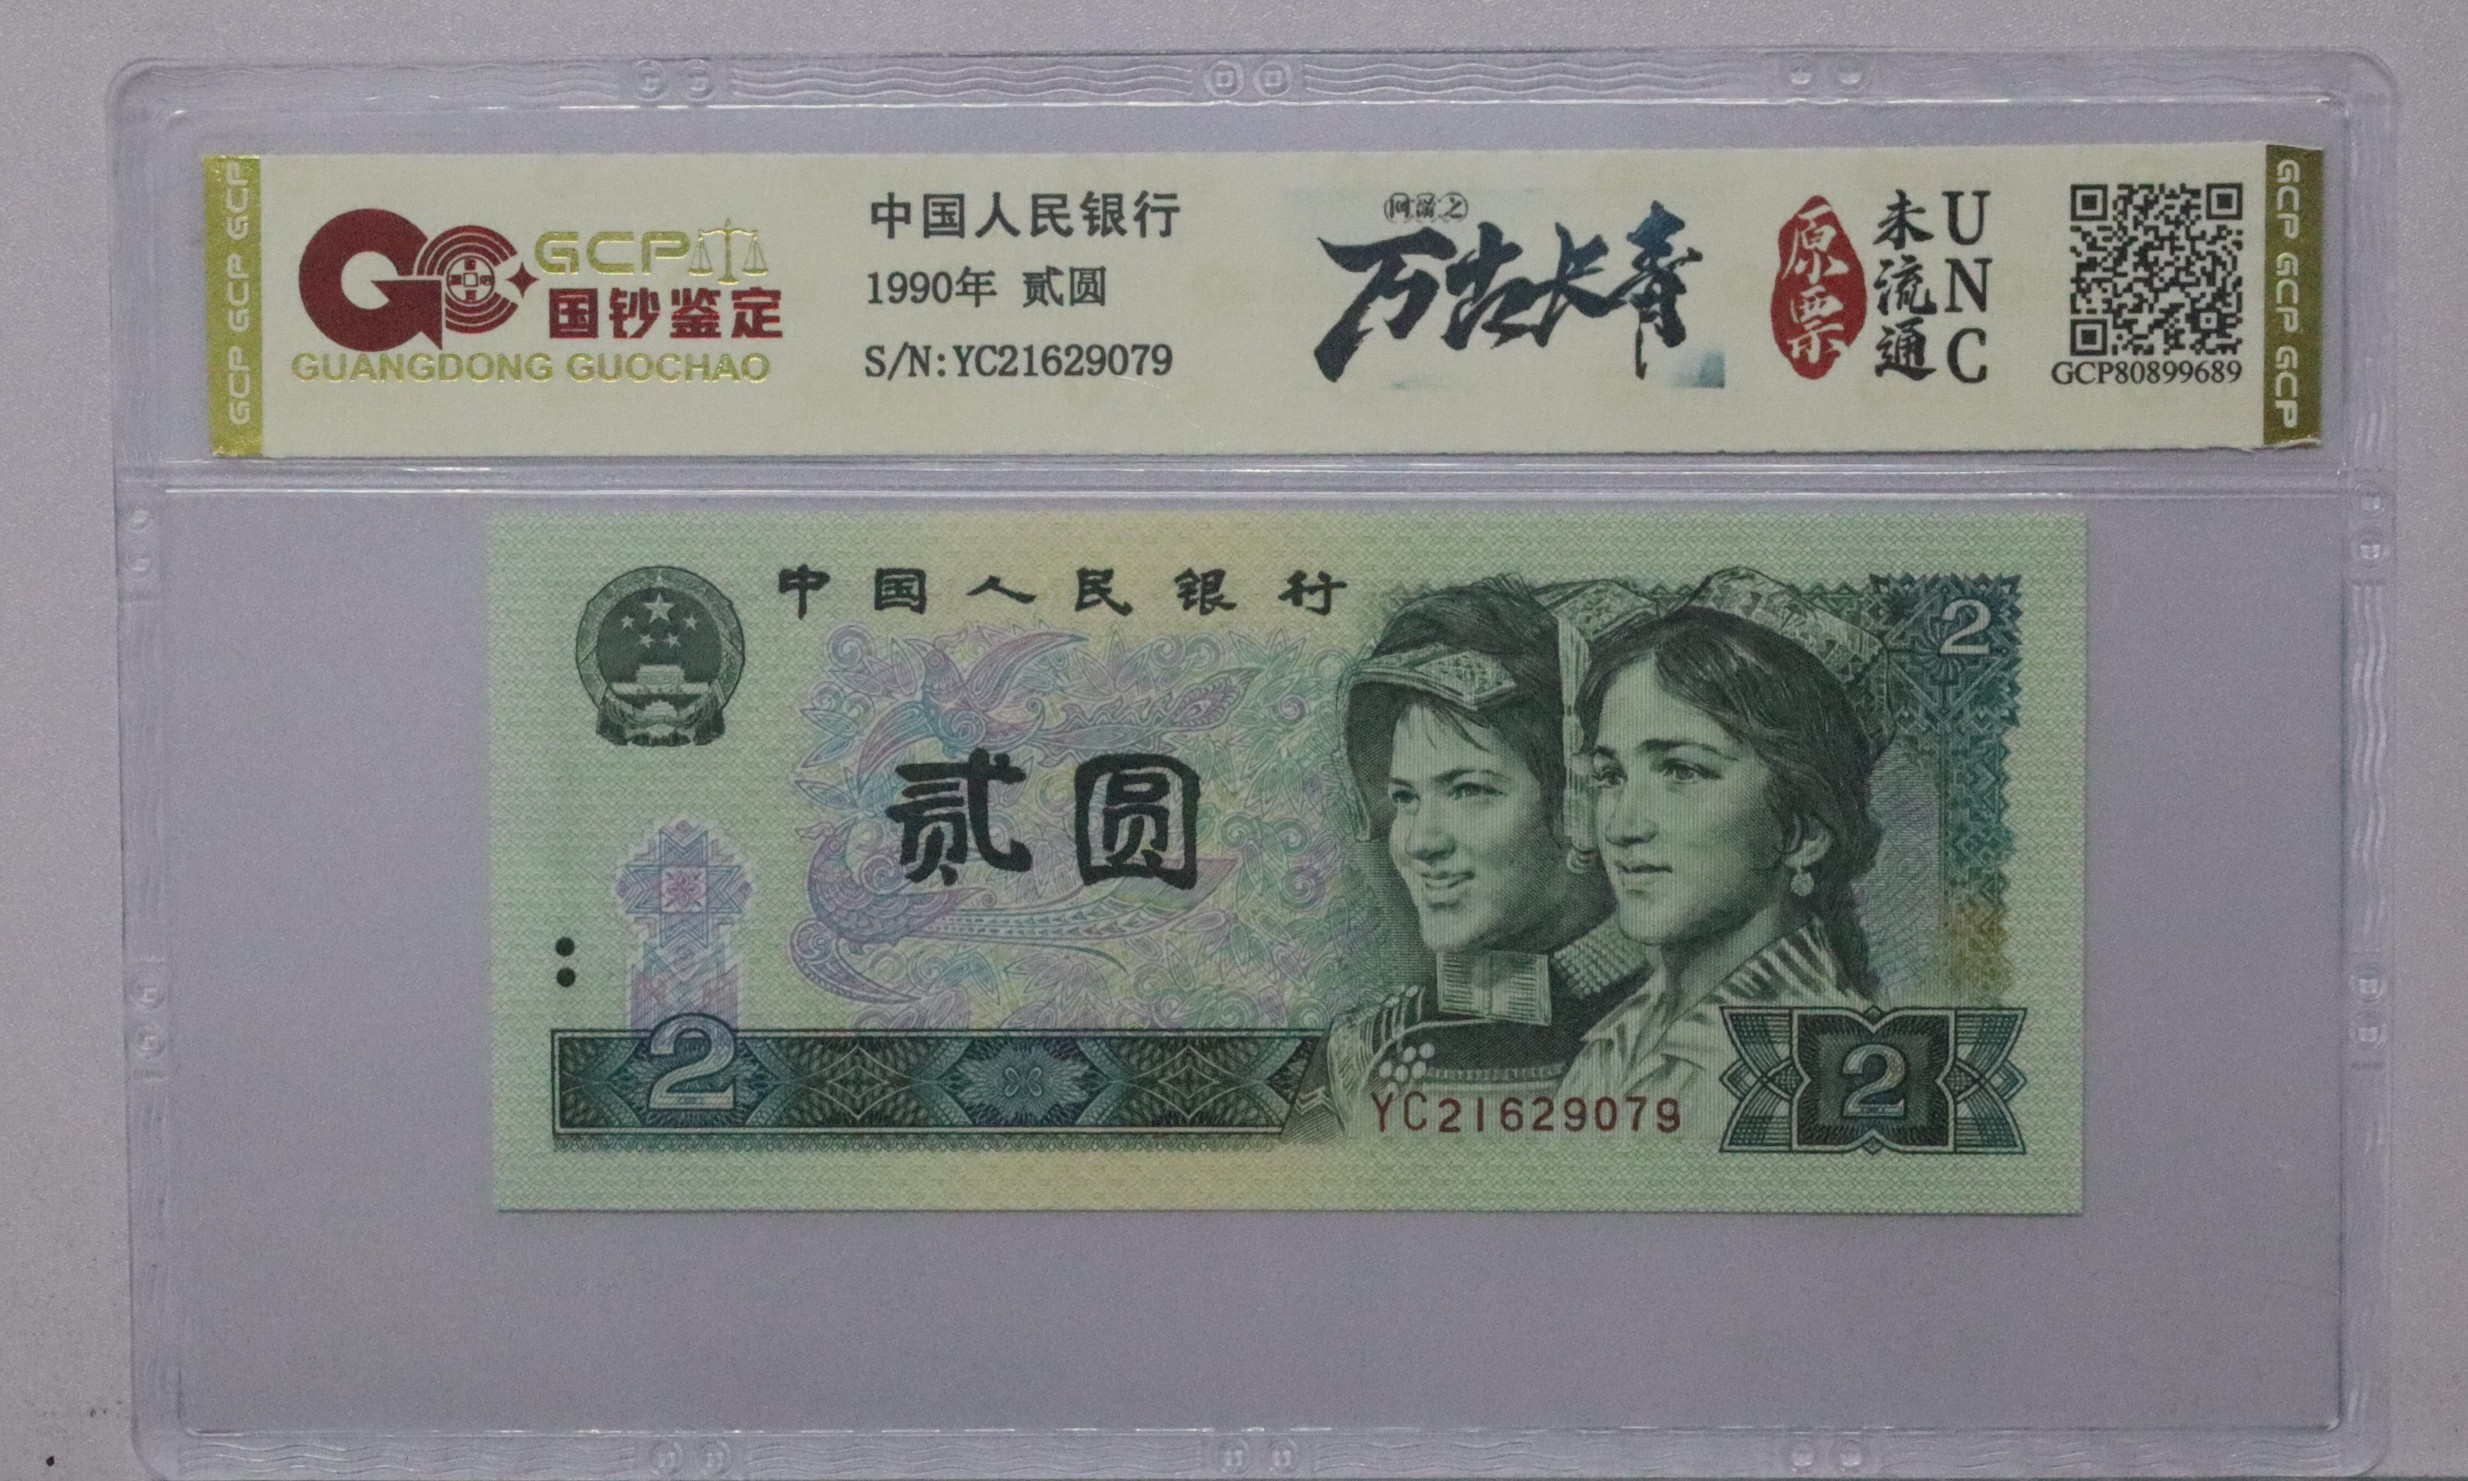 GCP GCP GCP
GCP
国钞鉴定
GUANGDONG GUOCHAO
中国人民银行
1990年 贰圆
S/N:YC21629079
万古长青
原票
未流通
UNC
GCP80899689
GCP GCP GCP
中国人民银行
2
贰圆
2
YC21629079
2